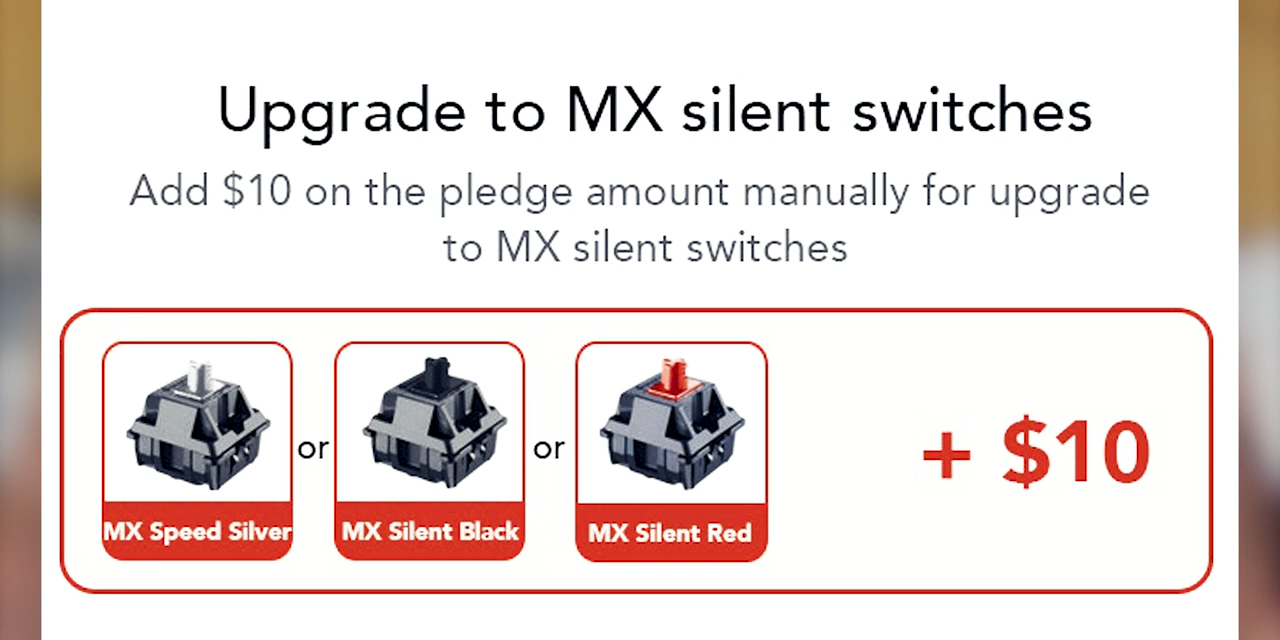 Upgrade to MX silent switches
Add $10 on the pledge amount manually for upgrade
to MX silent switches
or
or
+ $10
MX Speed Silver
MX Silent Black
MX Silent Red